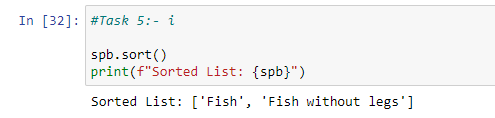 In [32]: #Task 5:- i
spb.sort()
print(f"Sorted List: {spb}")
Sorted List: ['Fish', 'Fish without legs']